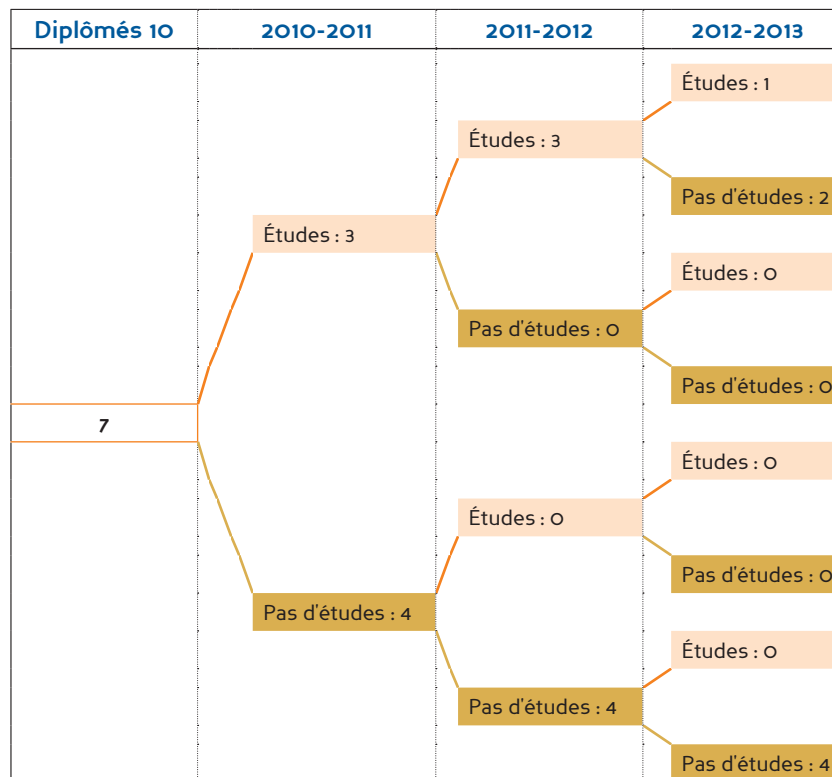 Diplômés 10 2010-2011 2011-2012 2012-2013
Études : 1
Études : 3
Pas d'études : 2
Études : 3
Études : 0
Pas d'études : 0
Pas d'études : 0
7
Études : 0
Études : 0
Pas d'études : 0
Pas d'études : 4
Études : 0
Pas d'études : 4
Pas d'études : 4